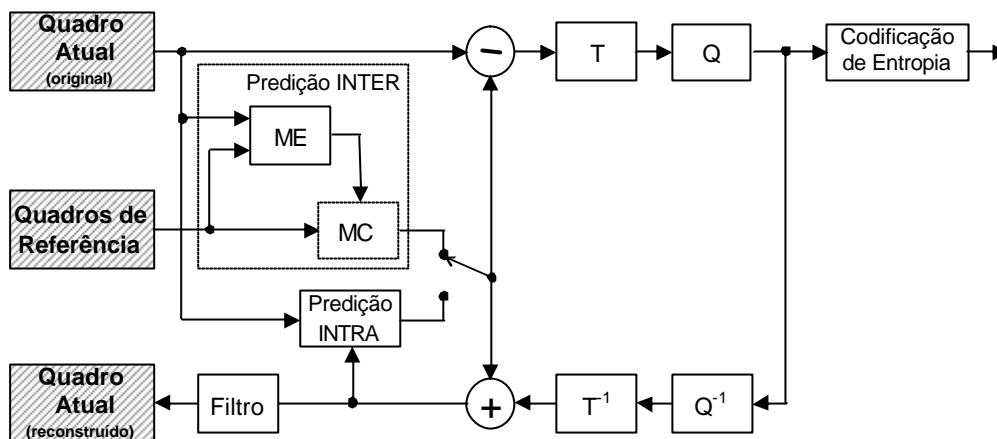 Quadro
Atual
(original)
−
T
Q
Codificação
de Entropia
Predição INTER
ME
Quadros de
Referência
MC
Predição
INTRA
Quadro
Atual
(reconstruído)
Filtro
+
T⁻¹
Q⁻¹